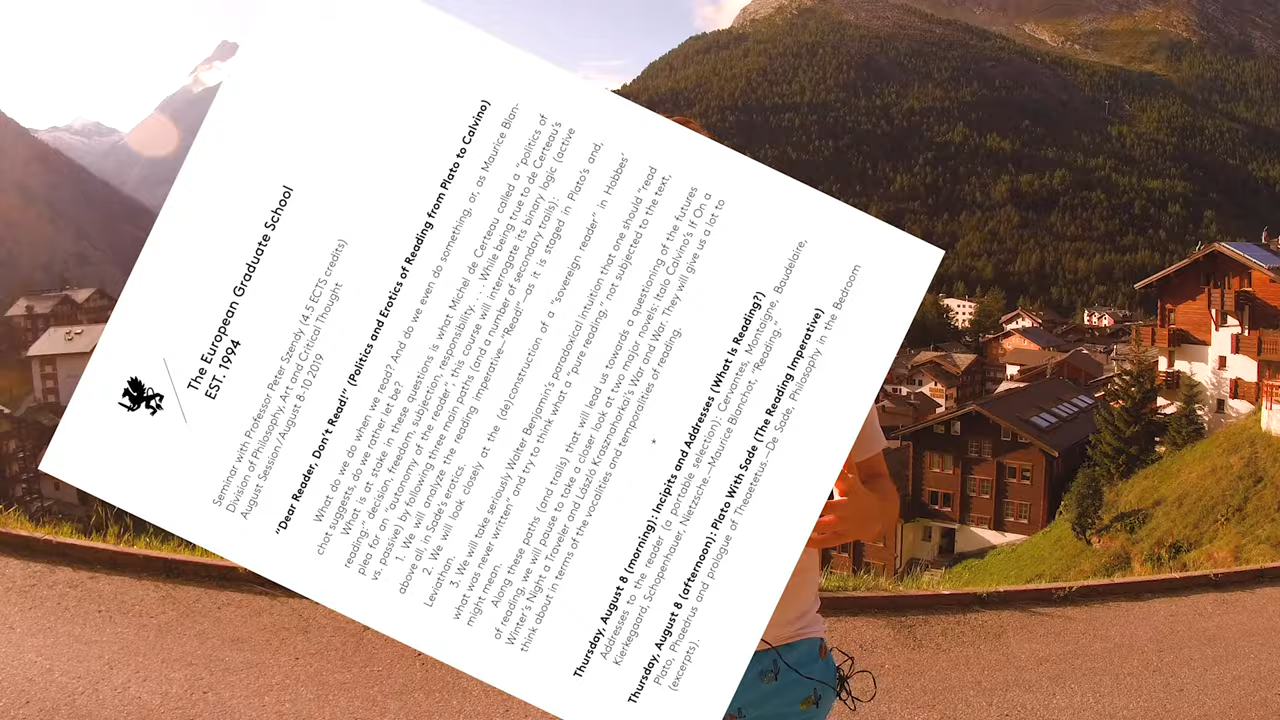 The European Graduate School
EST. 1994
Seminar with Professor Peter Szendy (4.5 ECTS credits)
Division of Philosophy, Art and Critical Thought
August Session/August 8-10 2019
"Dear Reader, Don't Read!" (Politics and Erotics of Reading from Plato to Calvino)
What do we do when we read? And do we even do something, or, as Maurice Blan-
chot suggests, do we rather let be?
What is at stake in these questions is what Michel de Certeau called a "politics of
reading:" decision, freedom, subjection, responsibility. . . While being true to de Certeau's
plea for an "autonomy of the reader", this course will interrogate its binary logic (active
vs. passive) by following three main paths (and a number of secondary trails):
1. We will analyze the reading imperative—"Read"—as it is staged in Plato's and,
above all, in Sade's erotics.
2. We will look closely at the (de)construction of a "sovereign reader" in Hobbes'
Leviathan.
3. We will take seriously Walter Benjamin's paradoxical intuition that one should "read
what was never written" and try to think what a "pure reading", not subjected to the text,
might mean.
Along these paths (and trails) that will lead us towards a questioning of the futures
of reading, we will pause to take a closer look at two major novels: Italo Calvino's If On a
Winter's Night a Traveler and László Krasznahorkai's War and War. They will give us a lot to
think about in terms of the vocalities and temporalities of reading.
*
Thursday, August 8 (morning): Incipits and Addresses (What Is Reading?)
Addresses to the reader (a portable selection): Cervantes, Montaigne, Baudelaire,
Kierkegaard, Schopenhauer, Nietzsche.—Maurice Blanchot, "Reading"
Thursday, August 8 (afternoon): Plato With Sade (The Reading Imperative)
Plato, Phaedrus and prologue of Theaetetus.—De Sade, Philosophy in the Bedroom
(excerpts).